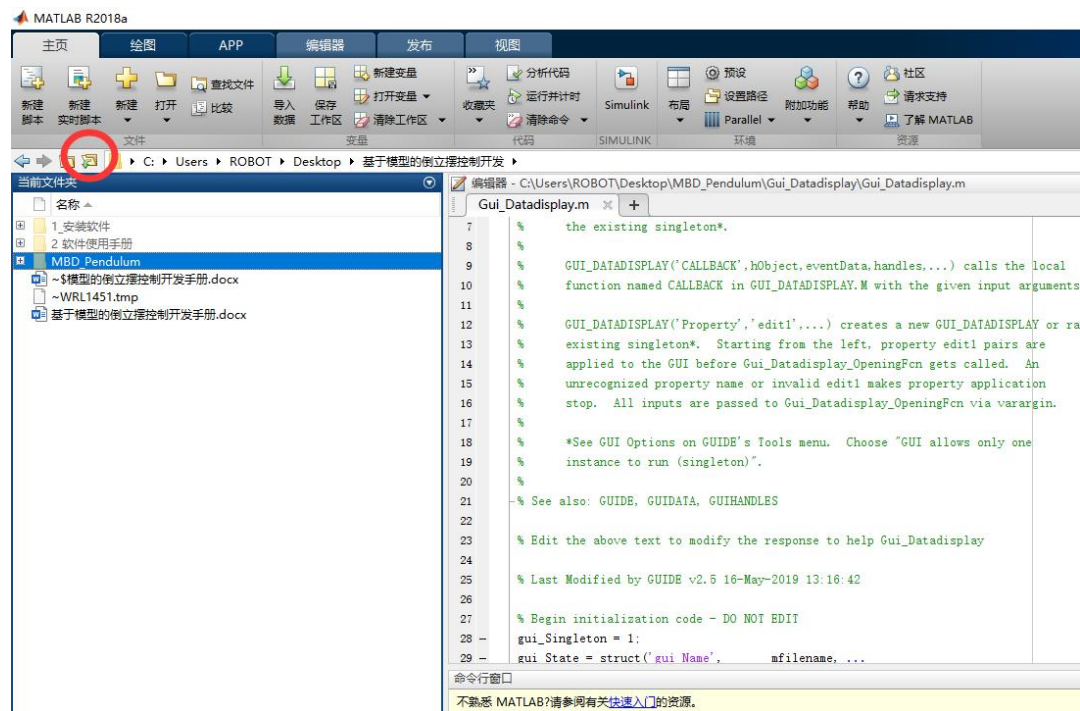 MATLAB R2018a
主页 绘图 APP 编辑器 发布 视图
新建脚本 新建实时脚本 新建 打开 查找文件 比较 导入数据 保存工作区 新建变量 打开变量 清除工作区 收藏夹 分析代码 运行并计时 清除命令 Simulink 布局 预设 设置路径 Parallel 附加功能 帮助 社区 请求支持 了解 MATLAB
文件 变量 代码 SIMULINK 环境 资源
C: Users ROBOT Desktop 基于模型的倒立摆控制开发
当前文件夹
名称
1_安装软件
2 软件使用手册
MBD_Pendulum
~$模型的倒立摆控制开发手册.docx
~WRL1451.tmp
基于模型的倒立摆控制开发手册.docx
编辑器 - C:\Users\ROBOT\Desktop\MBD_Pendulum\Gui_Datadisplay\Gui_Datadisplay.m
Gui_Datadisplay.m
7 % the existing singleton*.
8 %
9 % GUI_DATADISPLAY('CALLBACK',hObject,eventData,handles,...) calls the local
10 % function named CALLBACK in GUI_DATADISPLAY.M with the given input arguments
11 %
12 % GUI_DATADISPLAY('Property','edit1',...) creates a new GUI_DATADISPLAY or ra
13 % existing singleton*. Starting from the left, property edit1 pairs are
14 % applied to the GUI before Gui_Datadisplay_OpeningFcn gets called. An
15 % unrecognized property name or invalid edit1 makes property application
16 % stop. All inputs are passed to Gui_Datadisplay_OpeningFcn via varargin.
17 %
18 % *See GUI Options on GUIDE's Tools menu. Choose "GUI allows only one
19 % instance to run (singleton)".
20 %
21 % See also: GUIDE, GUIDATA, GUIHANDLES
22
23 % Edit the above text to modify the response to help Gui_Datadisplay
24
25 % Last Modified by GUIDE v2.5 16-May-2019 13:16:42
26
27 % Begin initialization code - DO NOT EDIT
28 — gui_Singleton = 1;
29 — gui_State = struct('gui_Name', mfilename, ...
命令行窗口
不熟悉 MATLAB?请参阅有关快速入门的资源。